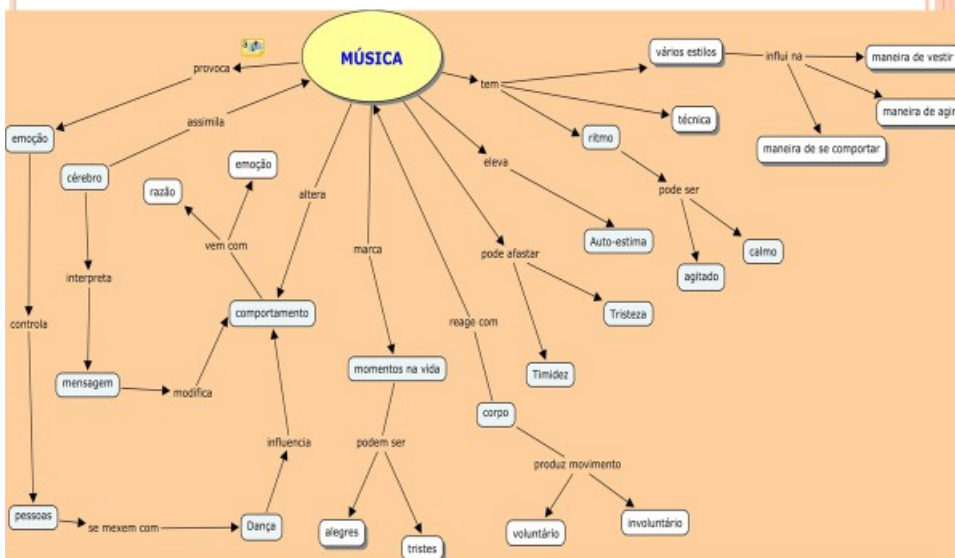 MÚSICA
provoca
emoção
controla
pessoas
se mexem com
Dança
influencia
comportamento
vem com
razão
emoção
cérebro
assimila
interpreta
mensagem
modifica
altera
marca
momentos na vida
podem ser
alegres
tristes
corpo
reage com
produz movimento
voluntário
involuntário
pode afastar
Tristeza
Timidez
eleva
Auto-estima
tem
vários estilos
influi na
maneira de vestir
maneira de agir
maneira de se comportar
técnica
ritmo
pode ser
agitado
calmo